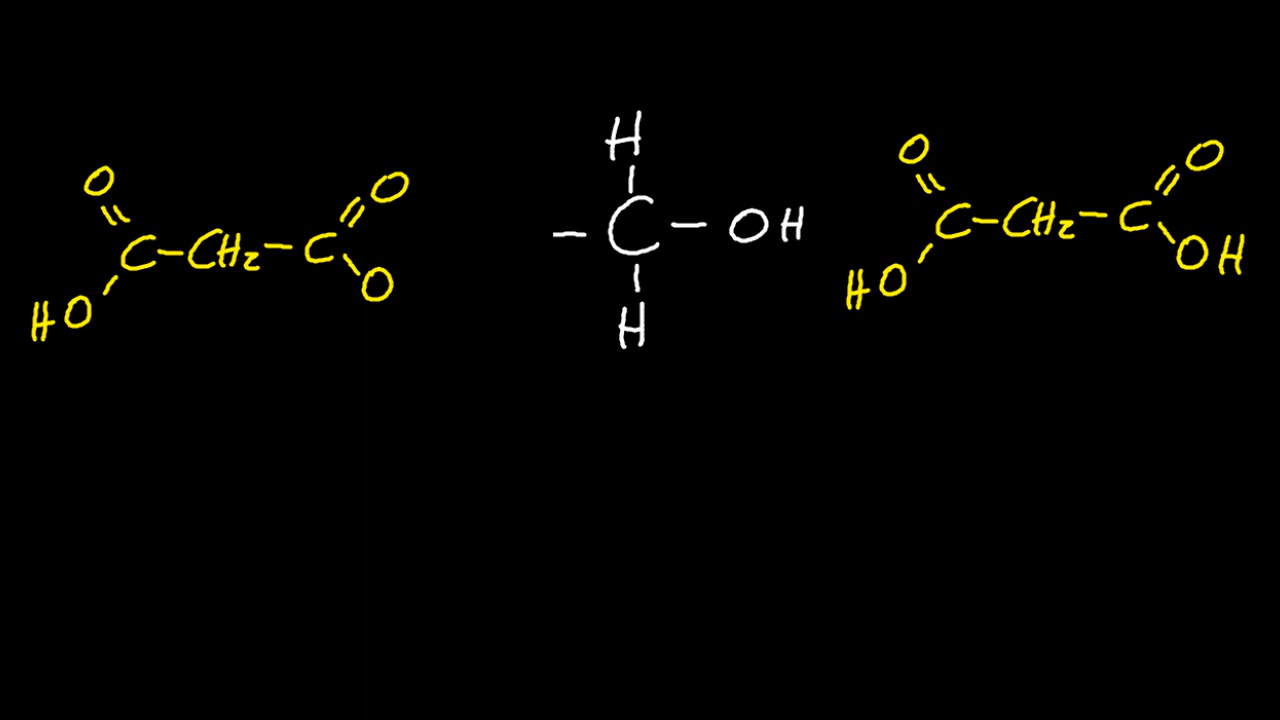 O O
C-CH2-C
HO O
H
-C-OH
H
O O
C-CH2-C
HO OH